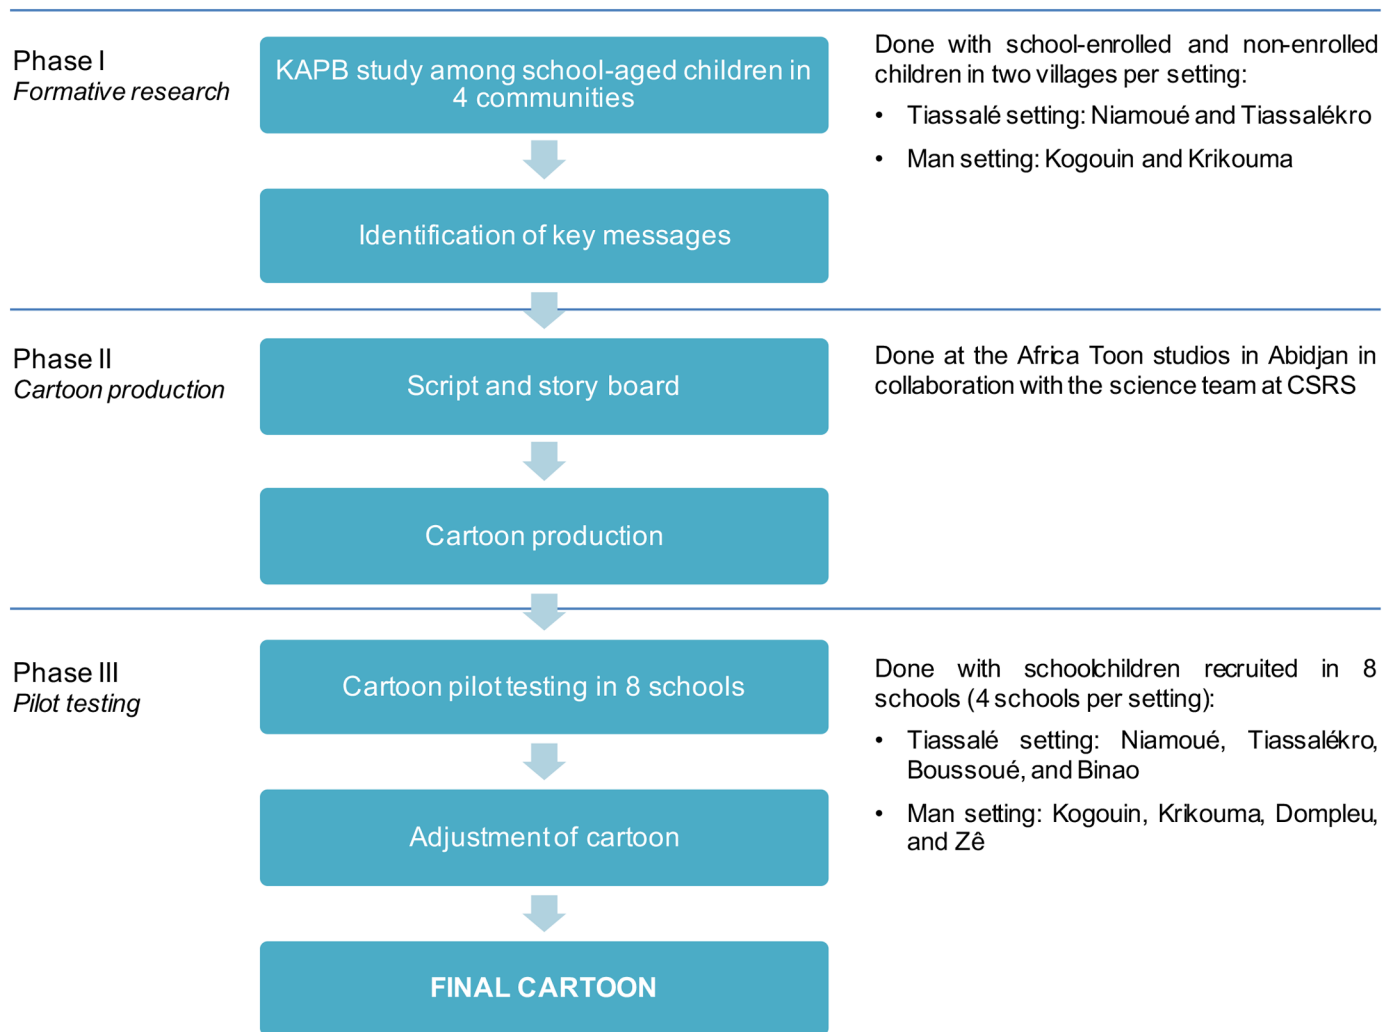 Phase I
Formative research
KAPB study among school-aged children in
4 communities
Done with school-enrolled and non-enrolled
children in two villages per setting:
• Tiassalé setting: Niamoué and Tiassalékro
• Man setting: Kogouin and Krikouma
Identification of key messages
Phase II
Cartoon production
Script and story board
Done at the Africa Toon studios in Abidjan in
collaboration with the science team at CSRS
Cartoon production
Phase III
Pilot testing
Cartoon pilot testing in 8 schools
Done with schoolchildren recruited in 8
schools (4 schools per setting):
• Tiassalé setting: Niamoué, Tiassalékro,
Boussoué, and Binao
• Man setting: Kogouin, Krikouma, Dompleu,
and Zê
Adjustment of cartoon
FINAL CARTOON